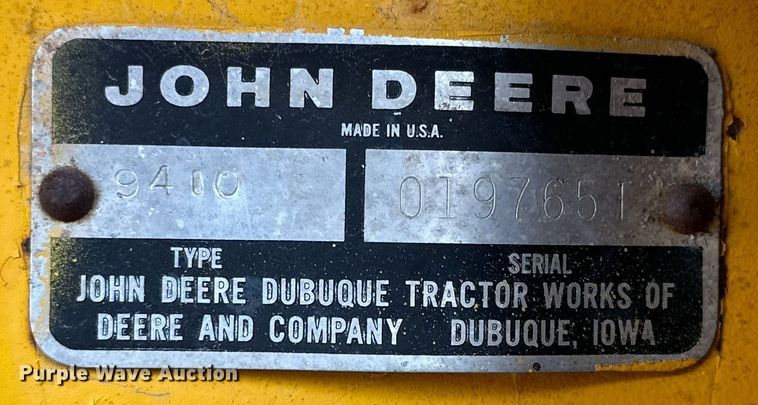 JOHN DEERE
MADE IN U.S.A.
9400 0197651
TYPE SERIAL
JOHN DEERE DUBUQUE TRACTOR WORKS OF
DEERE AND COMPANY DUBUQUE, IOWA
Purple Wave Auction